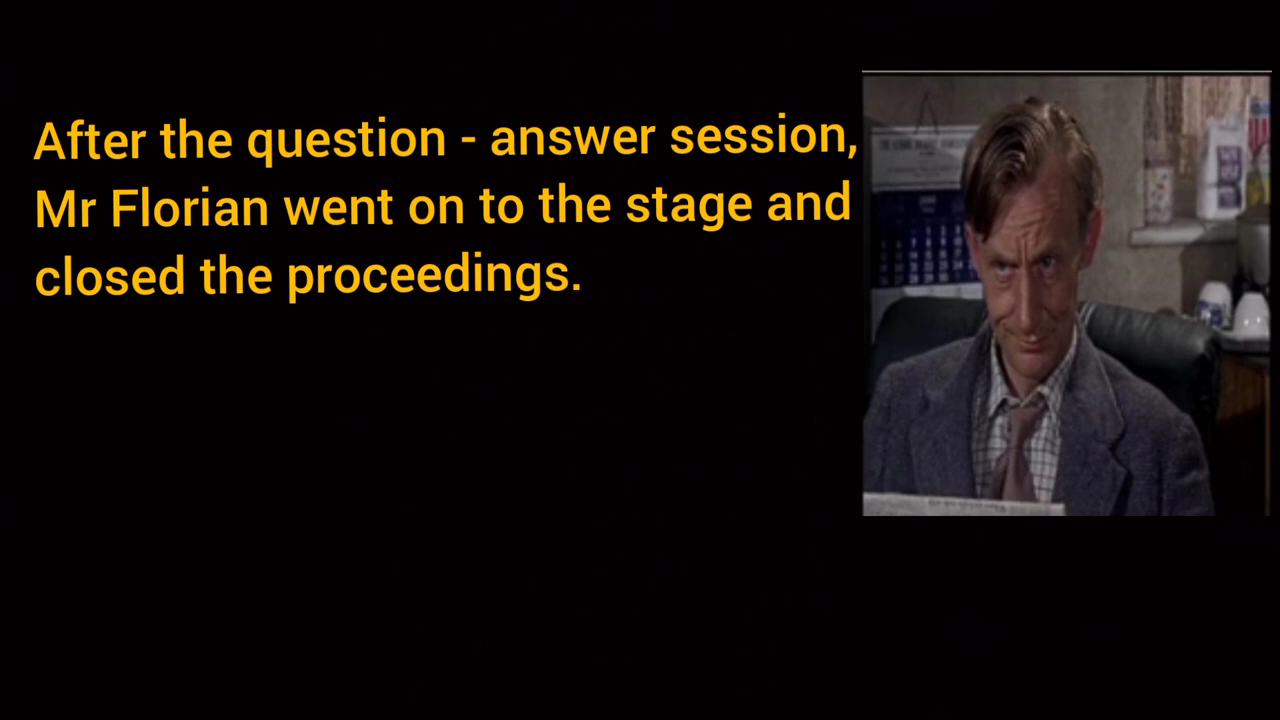 After the question - answer session,
Mr Florian went on to the stage and
closed the proceedings.